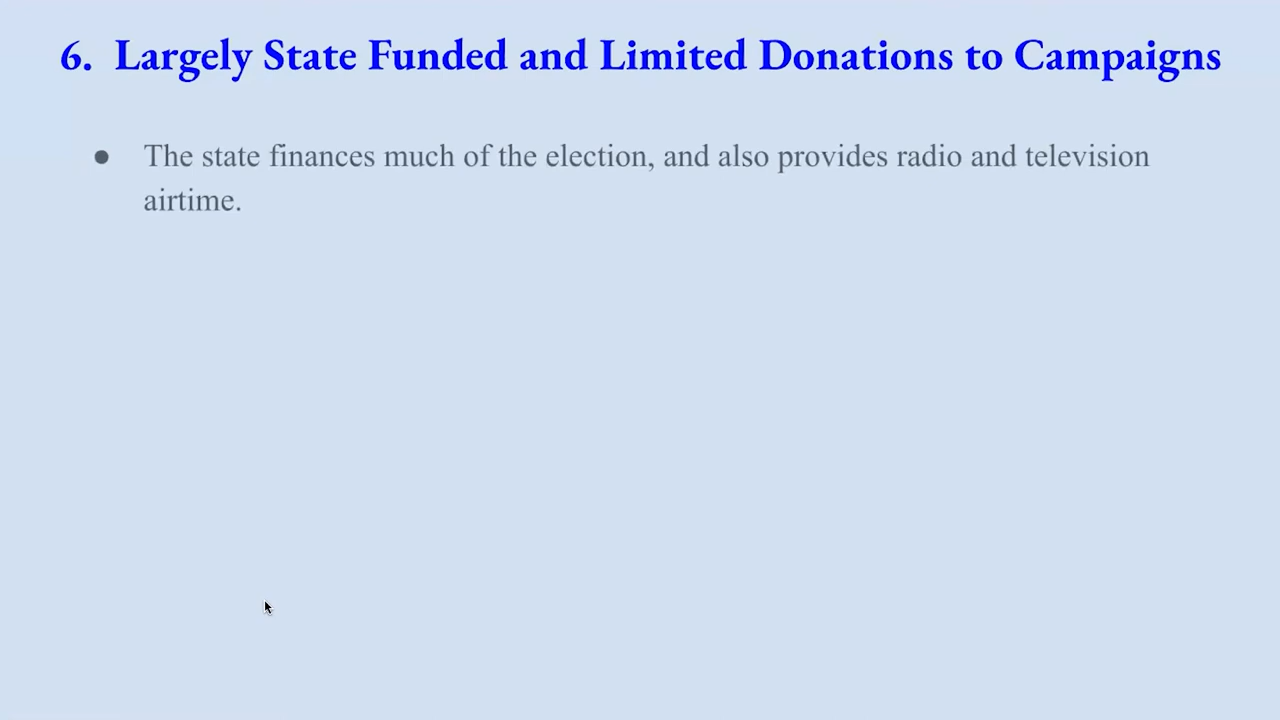 6. Largely State Funded and Limited Donations to Campaigns
● The state finances much of the election, and also provides radio and television
airtime.